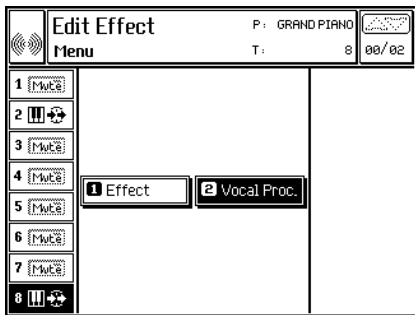 Edit Effect P: GRAND PIANO
Menu T: 8 00/02
1 Mute
2
3 Mute
4 Mute
1 Effect 2 Vocal Proc.
5 Mute
6 Mute
7 Mute
8